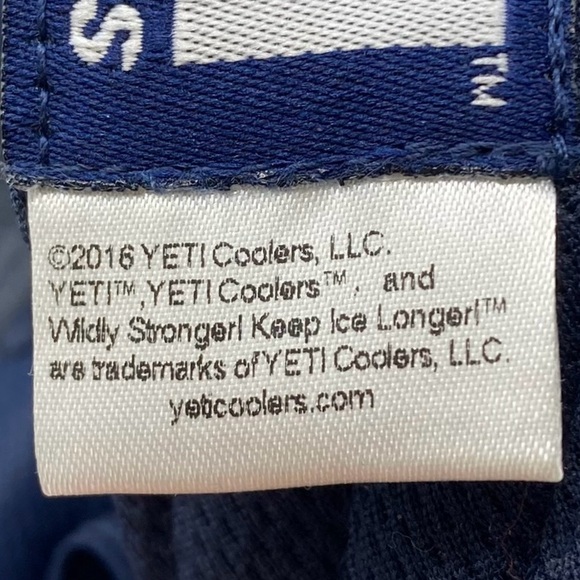 S
TM
©2016 YETI Coolers, LLC.
YETI™, YETI Coolers™, and
Wildly Stronger! Keep Ice Longer!™
are trademarks of YETI Coolers, LLC.
yeticoolers.com